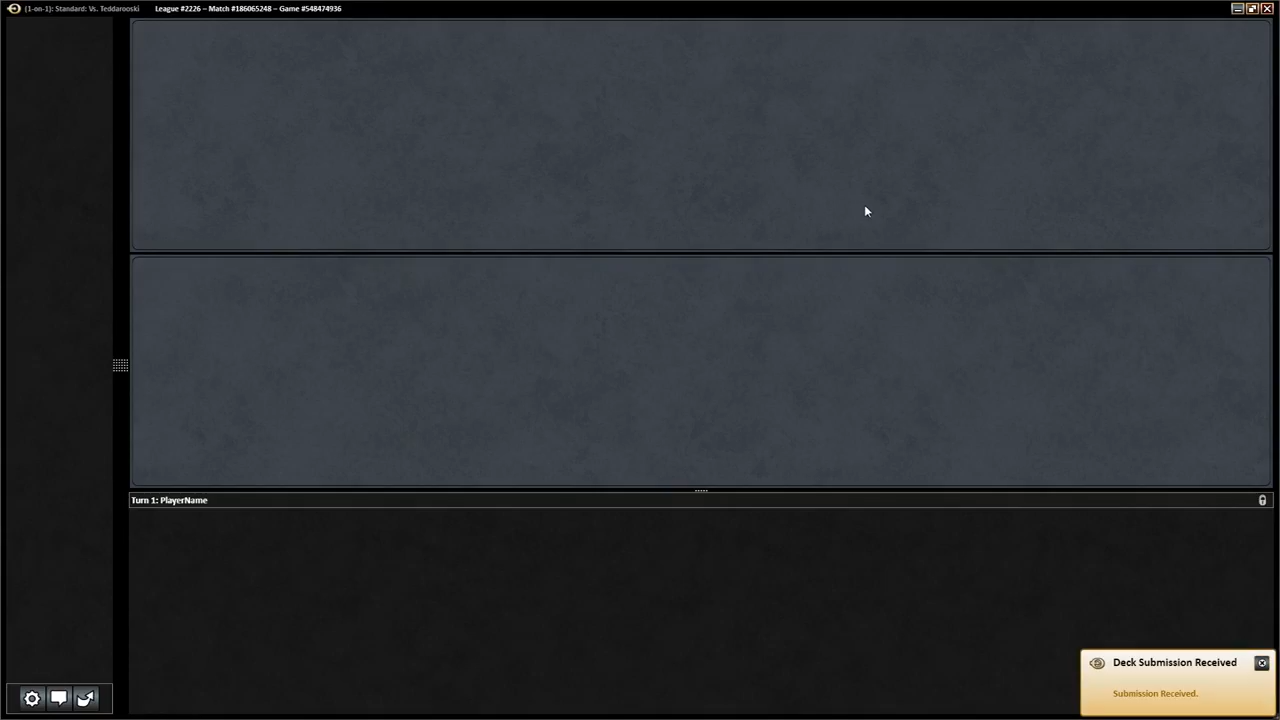 (1-on-1): Standard: Vs. Teddarooski
League #2226 – Match #186065248 – Game #548474936
Turn 1: PlayerName
Deck Submission Received
Submission Received.